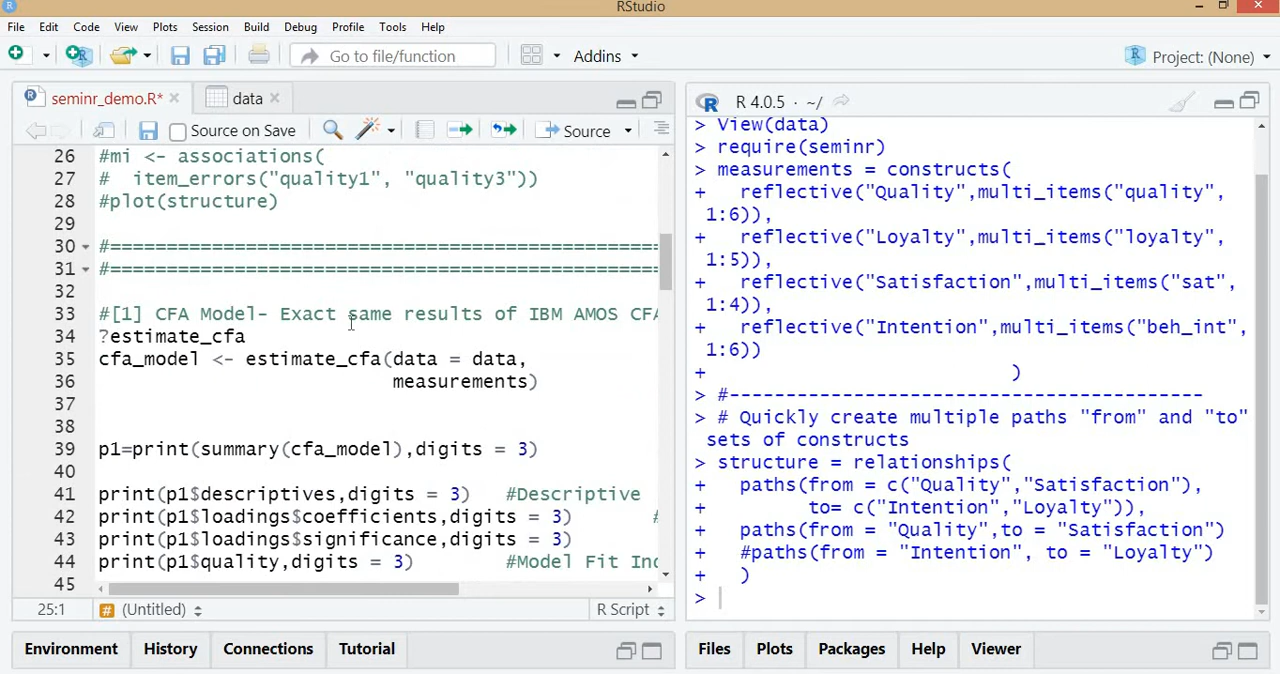 RStudio
File Edit Code View Plots Session Build Debug Profile Tools Help
Go to file/function Addins Project: (None)
seminr_demo.R* data
Source on Save Source
26 #mi <- associations(
27 #  item_errors("quality1", "quality3"))
28 #plot(structure)
29
30 #=================================================
31 #=================================================
32
33 #[1] CFA Model- Exact same results of IBM AMOS CFA
34 ?estimate_cfa
35 cfa_model <- estimate_cfa(data = data,
36                           measurements)
37
38
39 p1=print(summary(cfa_model),digits = 3)
40
41 print(p1$descriptives,digits = 3)   #Descriptive
42 print(p1$loadings$coefficients,digits = 3)       #
43 print(p1$loadings$significance,digits = 3)
44 print(p1$quality,digits = 3)        #Model Fit Ind
45
25:1 # (Untitled) R Script
R 4.0.5 · ~/
> View(data)
> require(seminr)
> measurements = constructs(
+   reflective("Quality",multi_items("quality",
1:6)),
+   reflective("Loyalty",multi_items("loyalty",
1:5)),
+   reflective("Satisfaction",multi_items("sat",
1:4)),
+   reflective("Intention",multi_items("beh_int",
1:6))
+                           )
> #------------------------------------------
> # Quickly create multiple paths "from" and "to"
sets of constructs
> structure = relationships(
+   paths(from = c("Quality","Satisfaction"),
+         to= c("Intention","Loyalty")),
+   paths(from = "Quality",to = "Satisfaction")
+   #paths(from = "Intention", to = "Loyalty")
+   )
>
Environment History Connections Tutorial
Files Plots Packages Help Viewer